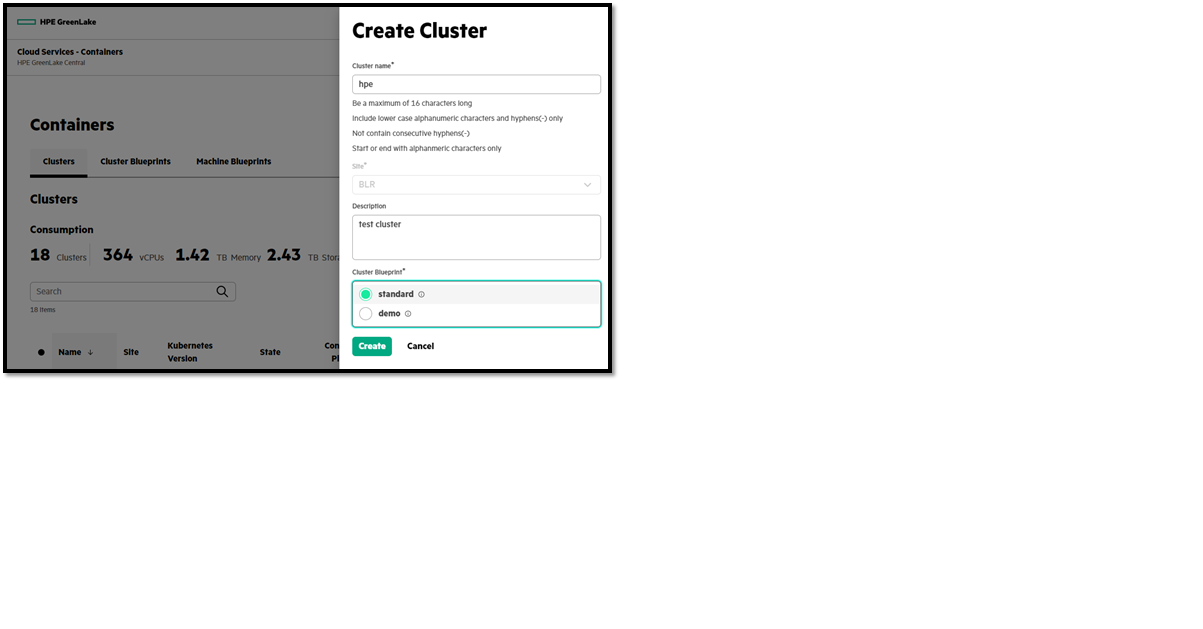 HPE GreenLake
Cloud Services - Containers
HPE GreenLake Central
Containers
Clusters Cluster Blueprints Machine Blueprints
Clusters
Consumption
18 Clusters 364 vCPUs 1.42 TB Memory 2.43 TB Stora
Search
18 Items
Name Site Kubernetes Version State Con Pl
Create Cluster
Cluster name*
hpe
Be a maximum of 16 characters long
Include lower case alphanumeric characters and hyphens(-) only
Not contain consecutive hyphens(-)
Start or end with alphanmeric characters only
Site*
BLR
Description
test cluster
Cluster Blueprint*
standard
demo
Create Cancel